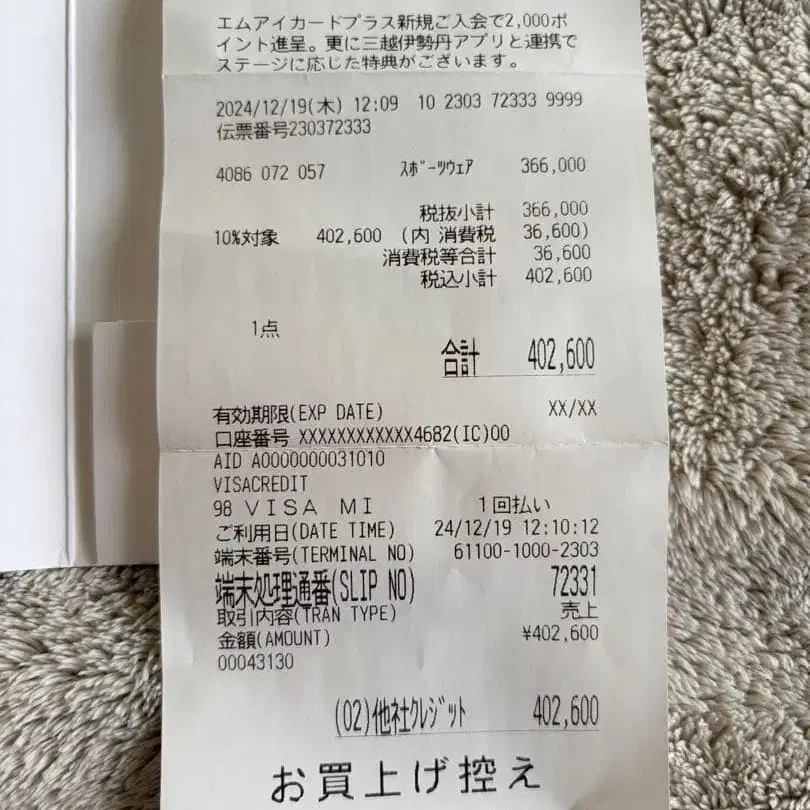 エムアイカードプラス新規ご入会で2,000ポ
イント進呈。更に三越伊勢丹アプリと連携で
ステージに応じた特典がございます。
2024/12/19(木) 12:09 10 2303 72333 9999
伝票番号230372333
4086 072 057 ｽﾎﾟｰﾂｳｪｱ 366,000
税抜小計 366,000
10%対象 402,600 (内 消費税 36,600)
消費税等合計 36,600
税込小計 402,600
1点
合計 402,600
有効期限(EXP DATE) XX/XX
口座番号 XXXXXXXXXXXX4682(IC)00
AID A0000000031010
VISACREDIT
98 ＶＩＳＡ ＭＩ 1回払い
ご利用日(DATE TIME) 24/12/19 12:10:12
端末番号(TERMINAL NO) 61100-1000-2303
端末処理通番(SLIP NO) 72331
取引内容(TRAN TYPE) 売上
金額(AMOUNT) ¥402,600
00043130
(02)他社ｸﾚｼﾞｯﾄ 402,600
お買上げ控え